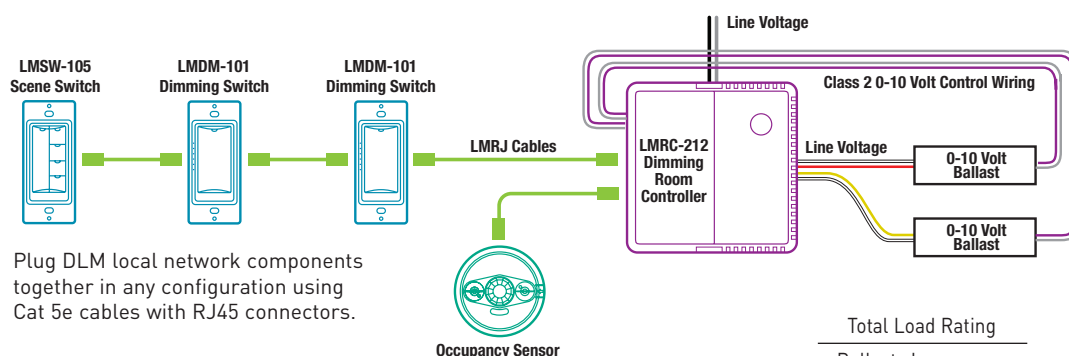 Line Voltage
LMSW-105
Scene Switch
LMDM-101
Dimming Switch
LMDM-101
Dimming Switch
Class 2 0-10 Volt Control Wiring
LMRJ Cables
LMRC-212
Dimming
Room
Controller
Line Voltage
0-10 Volt
Ballast
0-10 Volt
Ballast
Plug DLM local network components
together in any configuration using
Cat 5e cables with RJ45 connectors.
Occupancy Sensor
Total Load Rating